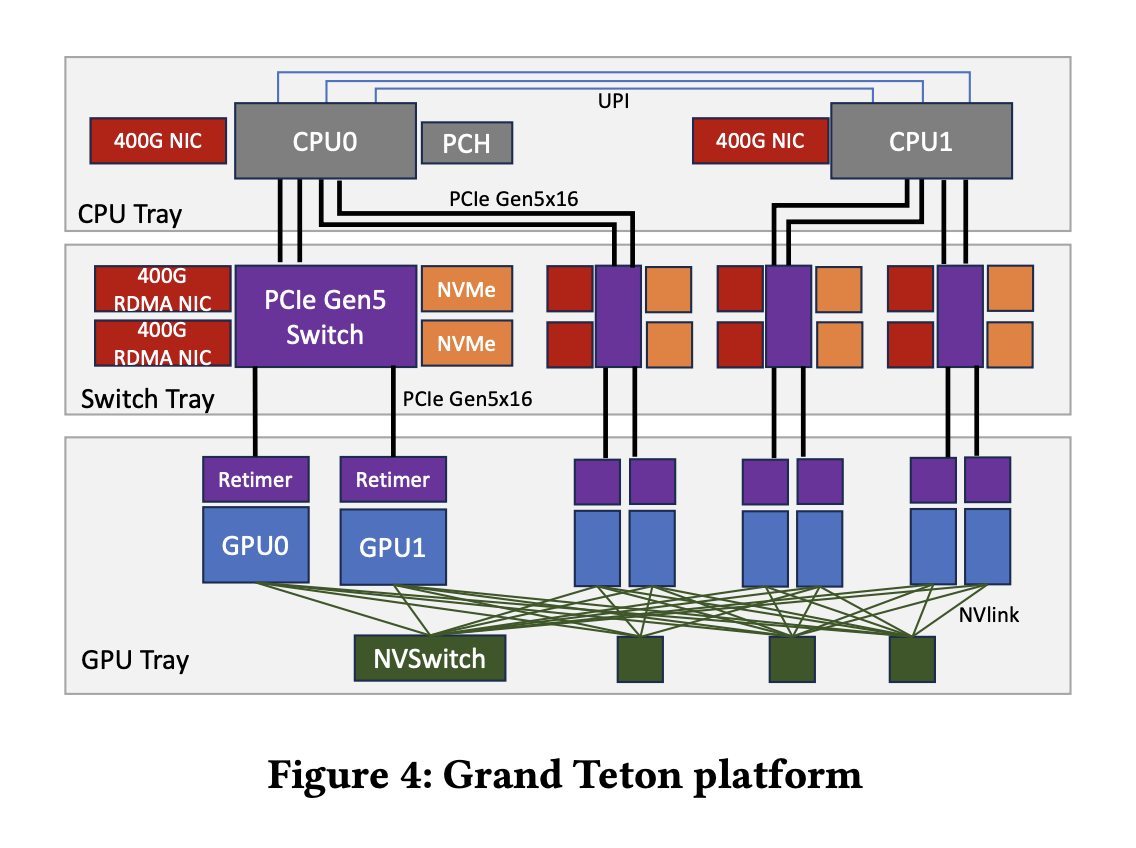 UPI
400G NIC
CPU0
PCH
400G NIC
CPU1
PCIe Gen5x16
CPU Tray
400G
RDMA NIC
400G
RDMA NIC
PCIe Gen5
Switch
NVMe
NVMe
Switch Tray
PCIe Gen5x16
Retimer
Retimer
GPU0
GPU1
NVlink
GPU Tray
NVSwitch
Figure 4: Grand Teton platform